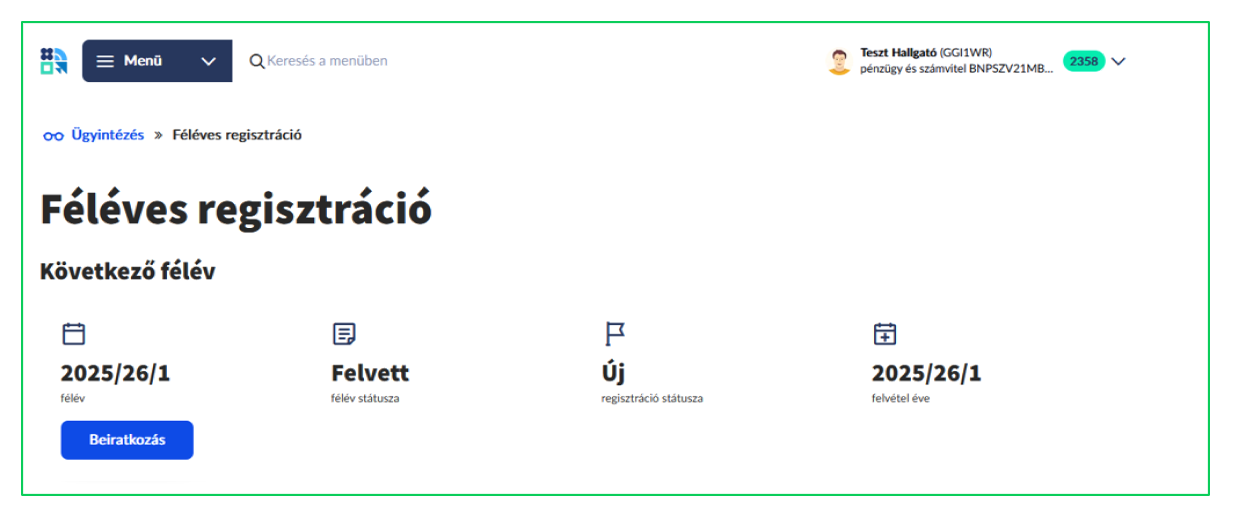 Menü
Keresés a menüben
Teszt Hallgató (GGI1WR)
pénzügy és számvitel BNPSZV21MB...
2358
Ügyintézés » Féléves regisztráció
Féléves regisztráció
Következő félév
2025/26/1
félév
Felvett
félév státusza
Új
regisztráció státusza
2025/26/1
felvétel éve
Beiratkozás